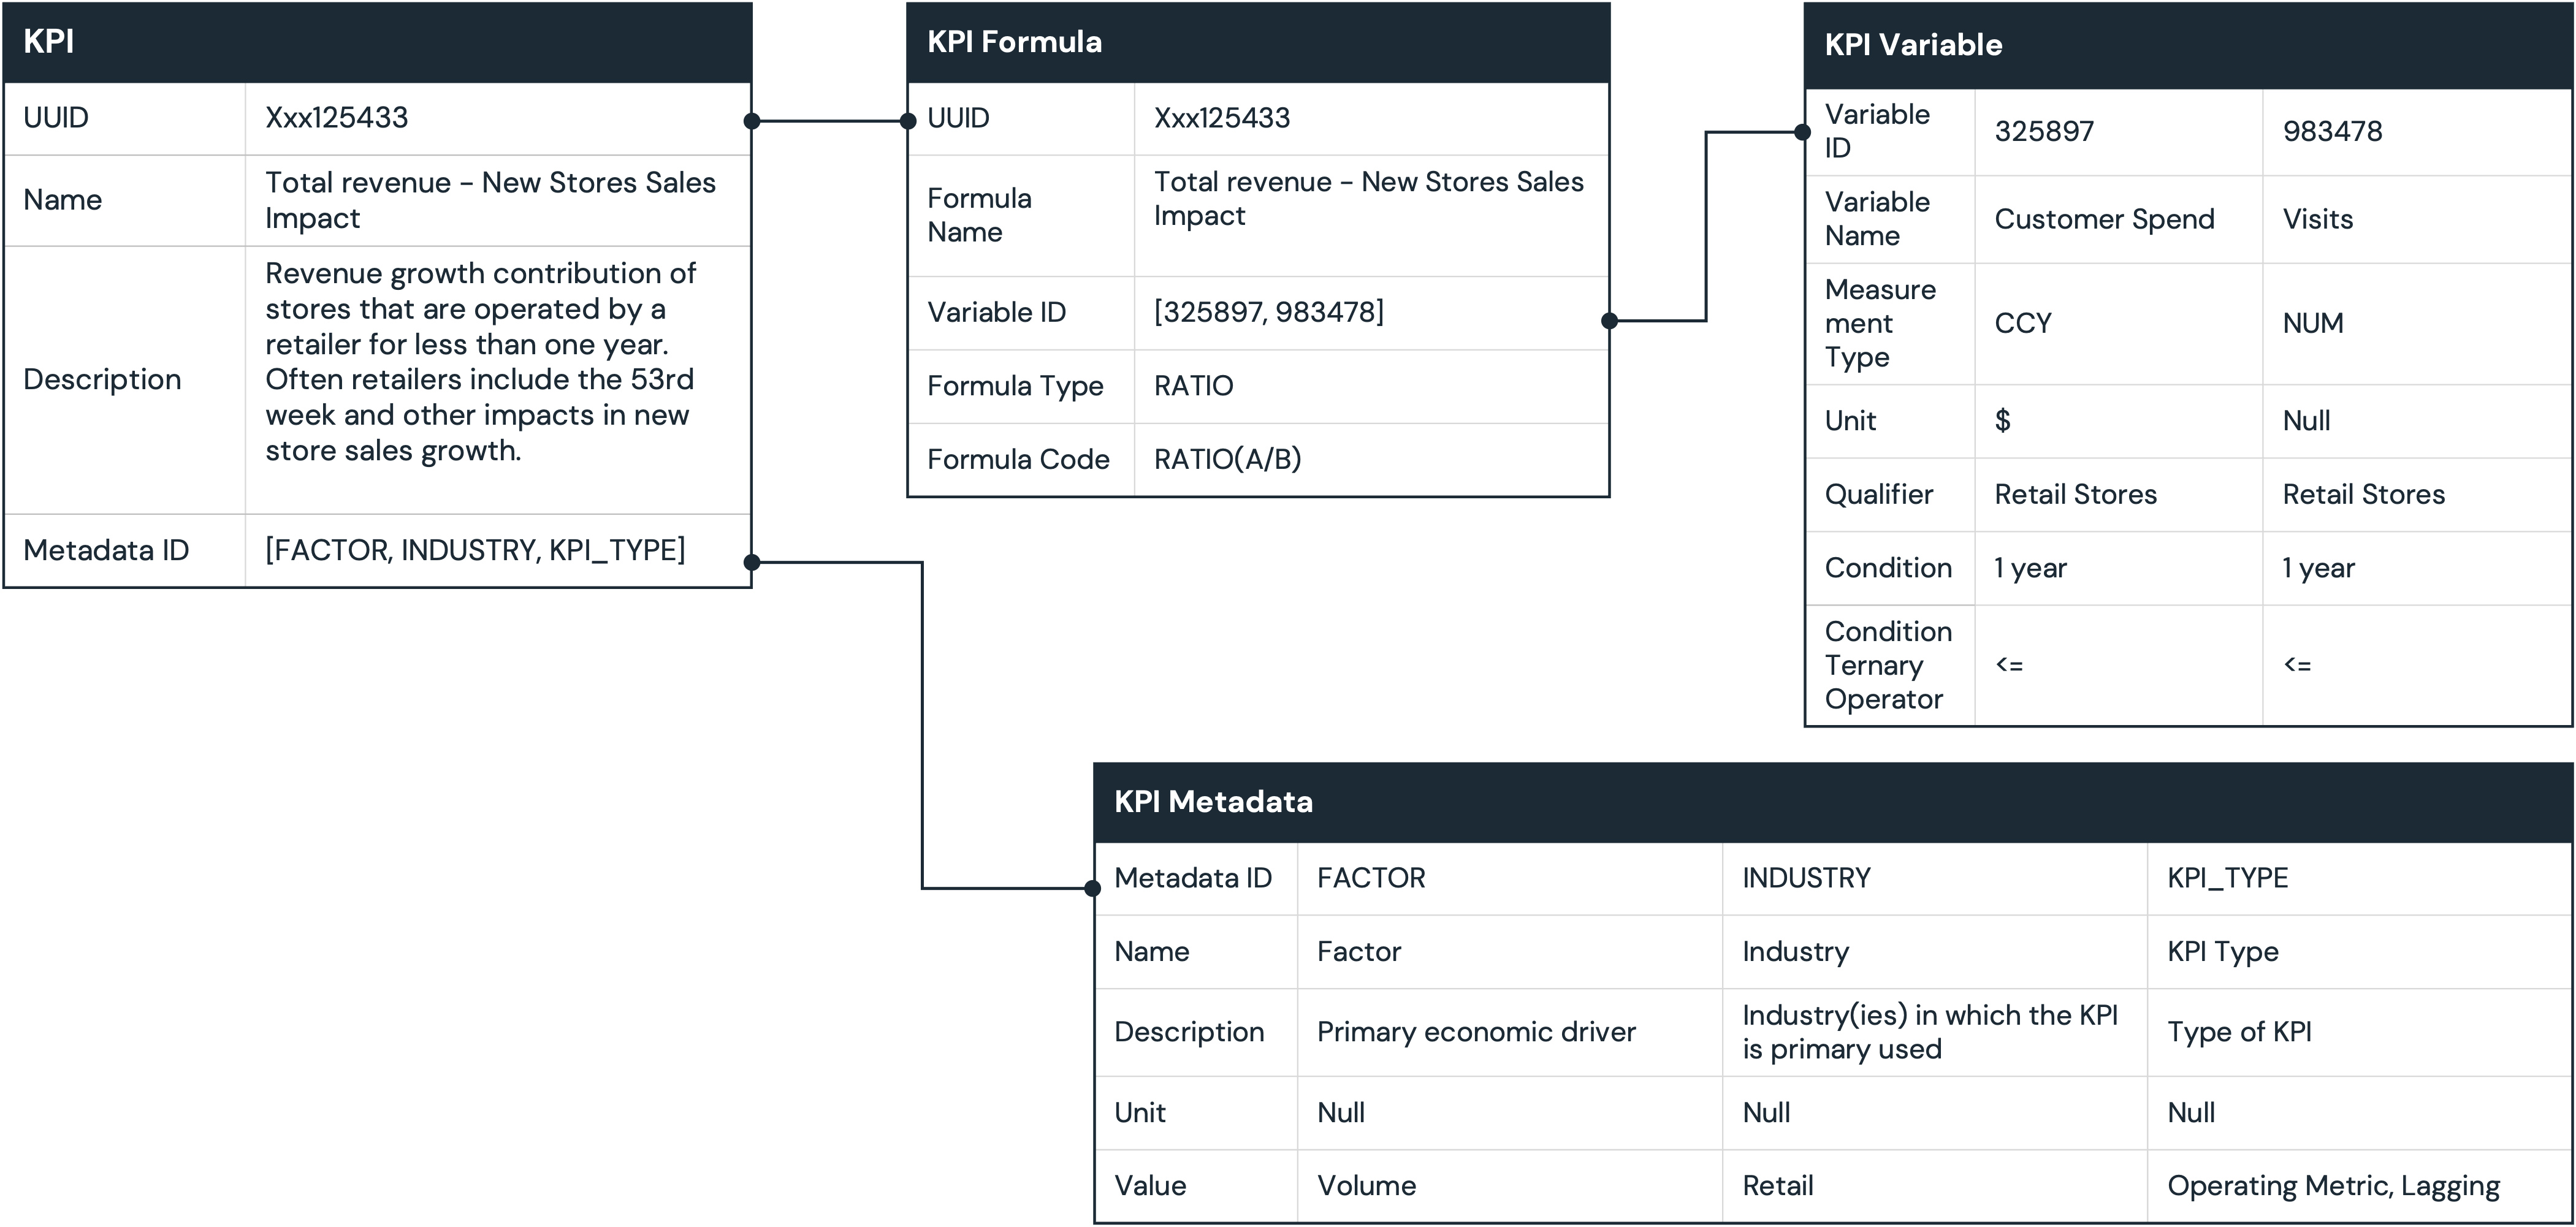 KPI
UUID
Xxx125433
Name
Total revenue - New Stores Sales
Impact
Description
Revenue growth contribution of
stores that are operated by a
retailer for less than one year.
Often retailers include the 53rd
week and other impacts in new
store sales growth.
Metadata ID
[FACTOR, INDUSTRY, KPI_TYPE]
KPI Formula
UUID
Xxx125433
Formula
Name
Total revenue - New Stores Sales
Impact
Variable ID
[325897, 983478]
Formula Type
RATIO
Formula Code
RATIO(A/B)
KPI Variable
Variable
ID
325897
983478
Variable
Name
Customer Spend
Visits
Measure
ment
Type
CCY
NUM
Unit
$
Null
Qualifier
Retail Stores
Retail Stores
Condition
1 year
1 year
Condition
Ternary
Operator
<=
<=
KPI Metadata
Metadata ID
FACTOR
INDUSTRY
KPI_TYPE
Name
Factor
Industry
KPI Type
Description
Primary economic driver
Industry(ies) in which the KPI
is primary used
Type of KPI
Unit
Null
Null
Null
Value
Volume
Retail
Operating Metric, Lagging